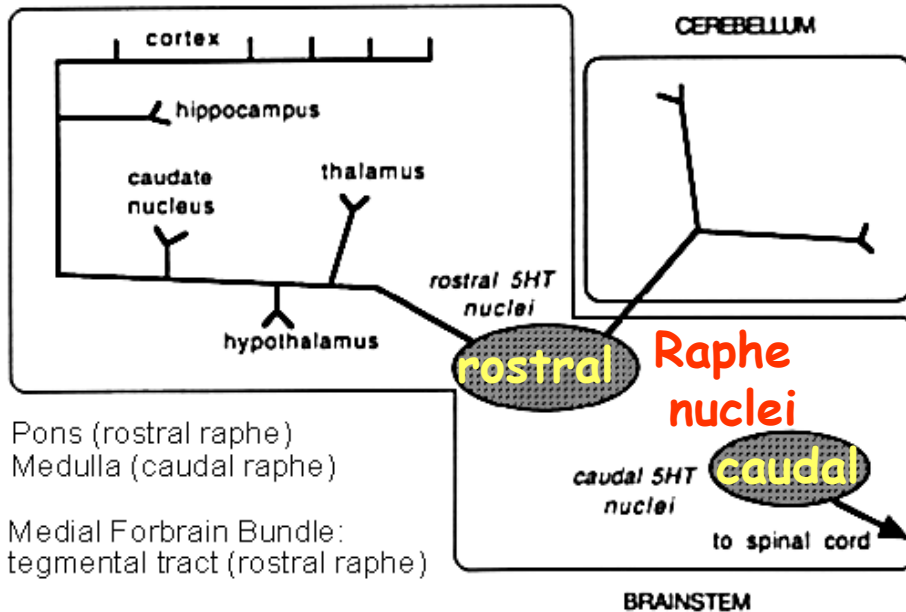 cortex
CEREBELLUM
hippocampus
caudate
nucleus
thalamus
rostral 5HT
nuclei
hypothalamus
rostral
Raphe
nuclei
Pons (rostral raphe)
Medulla (caudal raphe)
caudal
caudal 5HT
nuclei
to spinal cord
Medial Forbrain Bundle:
tegmental tract (rostral raphe)
BRAINSTEM